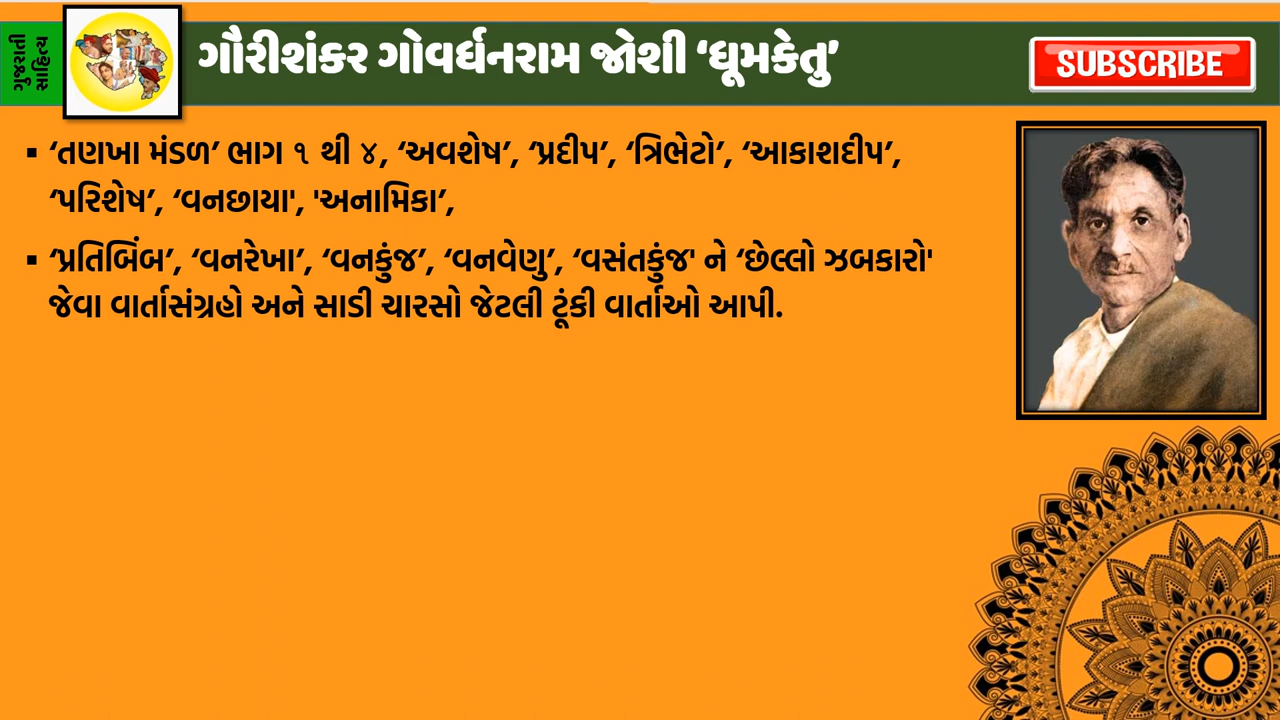 ગુજરાતી
સાહિત્ય
ગૌરીશંકર ગોવર્ધનરામ જોશી ‘ધૂમકેતુ’
SUBSCRIBE
▪ ‘તણખા મંડળ’ ભાગ ૧ થી ૪, ‘અવશેષ’, ‘પ્રદીપ’, ‘ત્રિભેટો’, ‘આકાશદીપ’,
‘પરિશેષ’, ‘વનછાયા', 'અનામિકા’,
▪ ‘પ્રતિબિંબ’, ‘વનરેખા’, ‘વનકુંજ’, ‘વનવેણુ’, ‘વસંતકુંજ' ને ‘છેલ્લો ઝબકારો'
જેવા વાર્તાસંગ્રહો અને સાડી ચારસો જેટલી ટૂંકી વાર્તાઓ આપી.